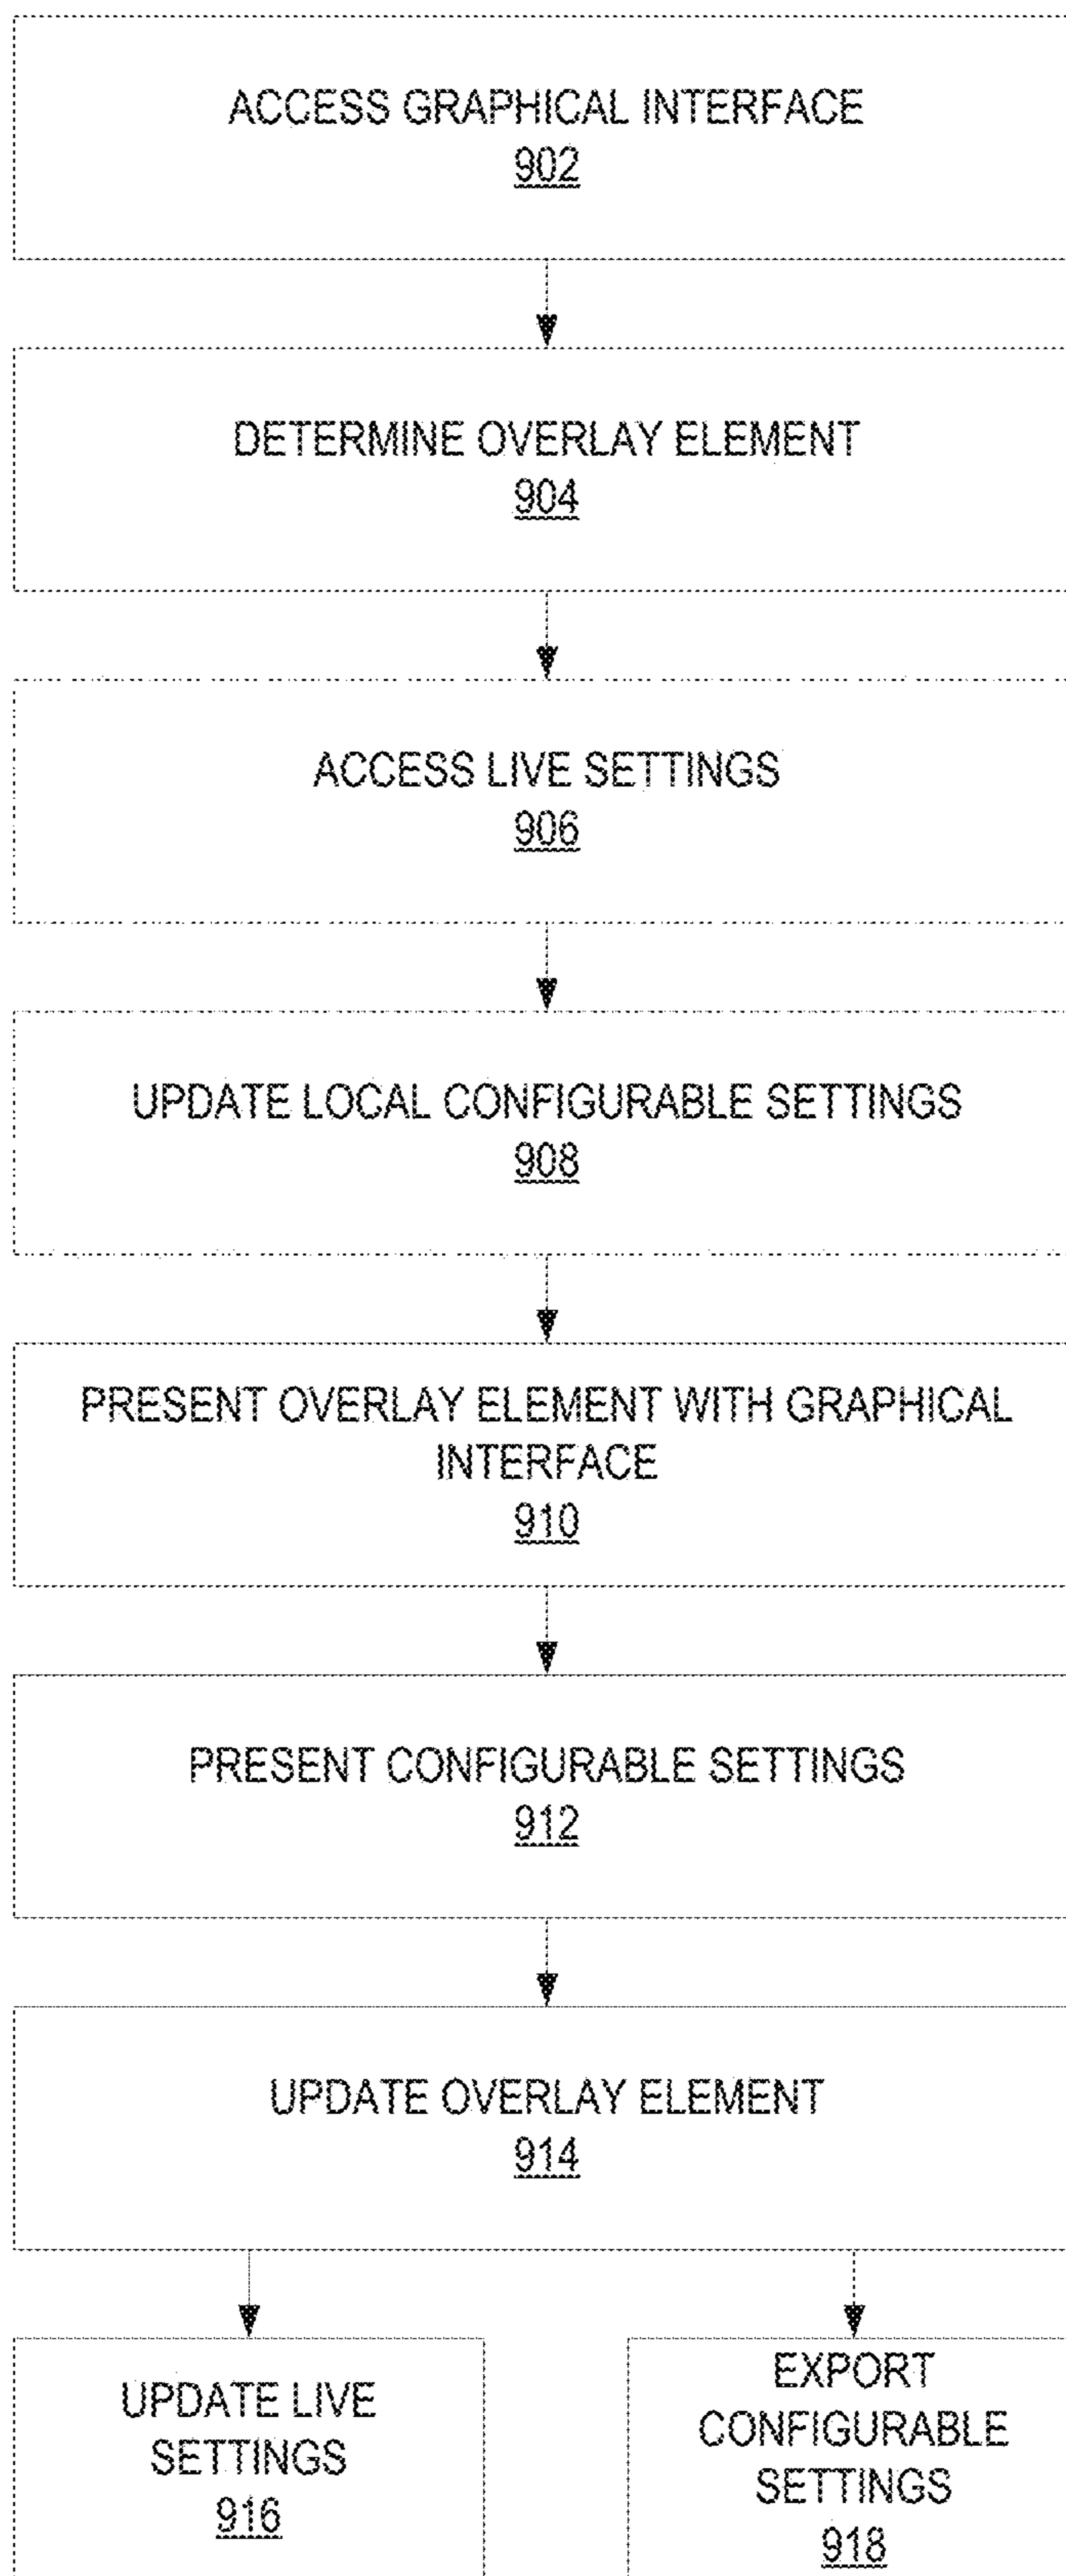 ACCESS GRAPHICAL INTERFACE
902
DETERMINE OVERLAY ELEMENT
904
ACCESS LIVE SETTINGS
906
UPDATE LOCAL CONFIGURABLE SETTINGS
908
PRESENT OVERLAY ELEMENT WITH GRAPHICAL
INTERFACE
910
PRESENT CONFIGURABLE SETTINGS
912
UPDATE OVERLAY ELEMENT
914
UPDATE LIVE
SETTINGS
916
EXPORT
CONFIGURABLE
SETTINGS
918